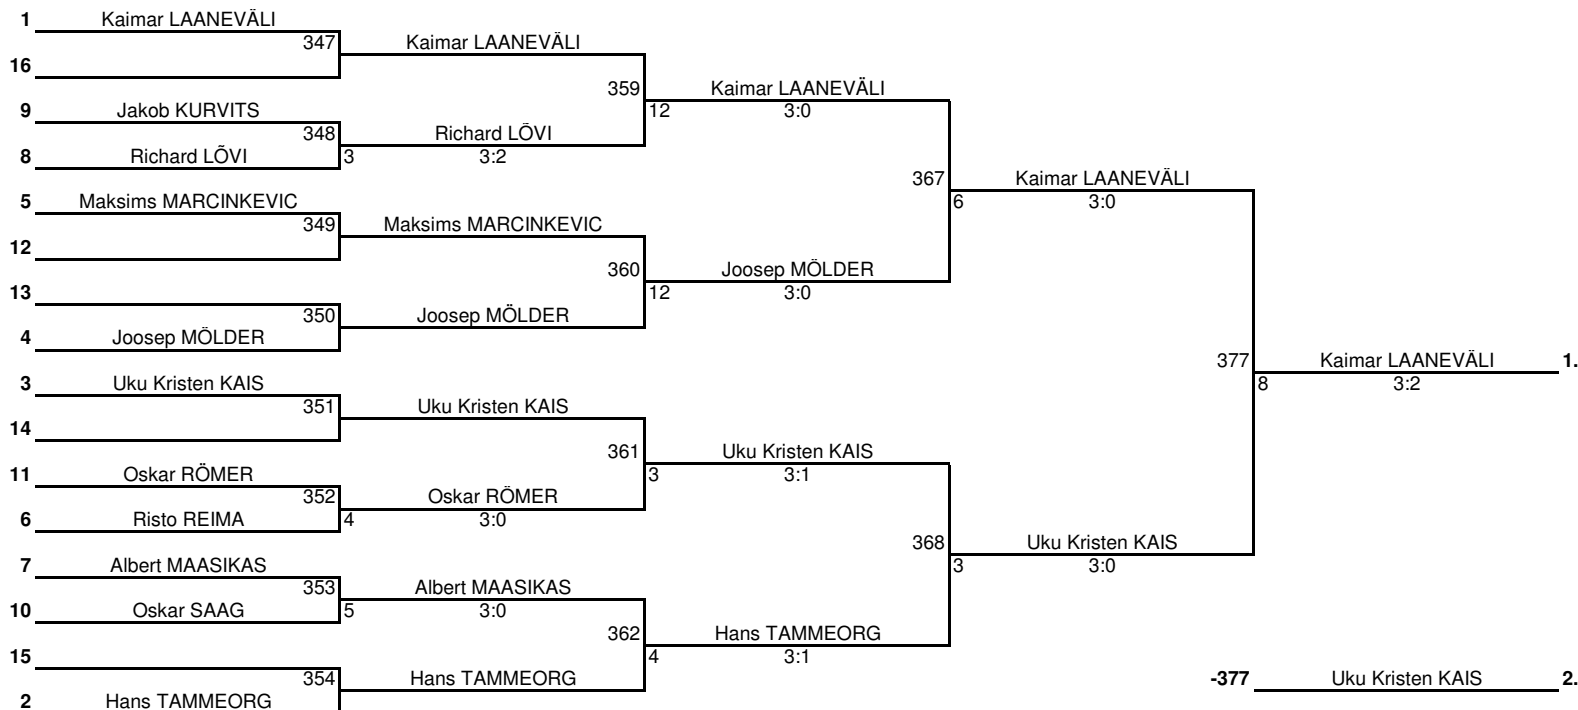 1 Kaimar LAANEVÄLI
347 Kaimar LAANEVÄLI
16
359 Kaimar LAANEVÄLI
9 Jakob KURVITS 12 3:0
348 Richard LÕVI
8 Richard LÕVI 3 3:2
367 Kaimar LAANEVÄLI
5 Maksims MARCINKEVIC 6 3:0
349 Maksims MARCINKEVIC
12
360 Joosep MÖLDER
13 12 3:0
350 Joosep MÖLDER
4 Joosep MÖLDER
377 Kaimar LAANEVÄLI 1.
3 Uku Kristen KAIS 8 3:2
351 Uku Kristen KAIS
14
361 Uku Kristen KAIS
11 Oskar RÖMER 3 3:1
352 Oskar RÖMER
6 Risto REIMA 4 3:0
368 Uku Kristen KAIS
7 Albert MAASIKAS 3 3:0
353 Albert MAASIKAS
10 Oskar SAAG 5 3:0
362 Hans TAMMEORG
15 4 3:1
354 Hans TAMMEORG -377 Uku Kristen KAIS 2.
2 Hans TAMMEORG